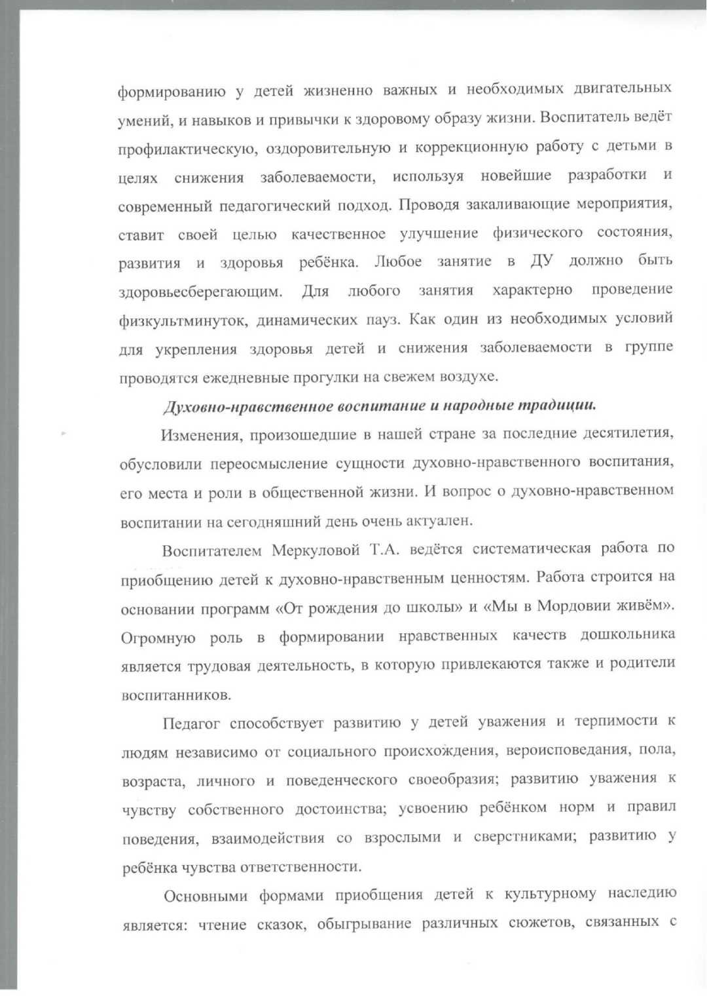 формированию у детей жизненно важных и необходимых двигательных
умений, и навыков и привычки к здоровому образу жизни. Воспитатель ведёт
профилактическую, оздоровительную и коррекционную работу с детьми в
целях снижения заболеваемости, используя новейшие разработки и
современный педагогический подход. Проводя закаливающие мероприятия,
ставит своей целью качественное улучшение физического состояния,
развития и здоровья ребёнка. Любое занятие в ДУ должно быть
здоровьесберегающим. Для любого занятия характерно проведение
физкультминуток, динамических пауз. Как один из необходимых условий
для укрепления здоровья детей и снижения заболеваемости в группе
проводятся ежедневные прогулки на свежем воздухе.
Духовно-нравственное воспитание и народные традиции.
Изменения, произошедшие в нашей стране за последние десятилетия,
обусловили переосмысление сущности духовно-нравственного воспитания,
его места и роли в общественной жизни. И вопрос о духовно-нравственном
воспитании на сегодняшний день очень актуален.
Воспитателем Меркуловой Т.А. ведётся систематическая работа по
приобщению детей к духовно-нравственным ценностям. Работа строится на
основании программ «От рождения до школы» и «Мы в Мордовии живём».
Огромную роль в формировании нравственных качеств дошкольника
является трудовая деятельность, в которую привлекаются также и родители
воспитанников.
Педагог способствует развитию у детей уважения и терпимости к
людям независимо от социального происхождения, вероисповедания, пола,
возраста, личного и поведенческого своеобразия; развитию уважения к
чувству собственного достоинства; усвоению ребёнком норм и правил
поведения, взаимодействия со взрослыми и сверстниками; развитию у
ребёнка чувства ответственности.
Основными формами приобщения детей к культурному наследию
является: чтение сказок, обыгрывание различных сюжетов, связанных с